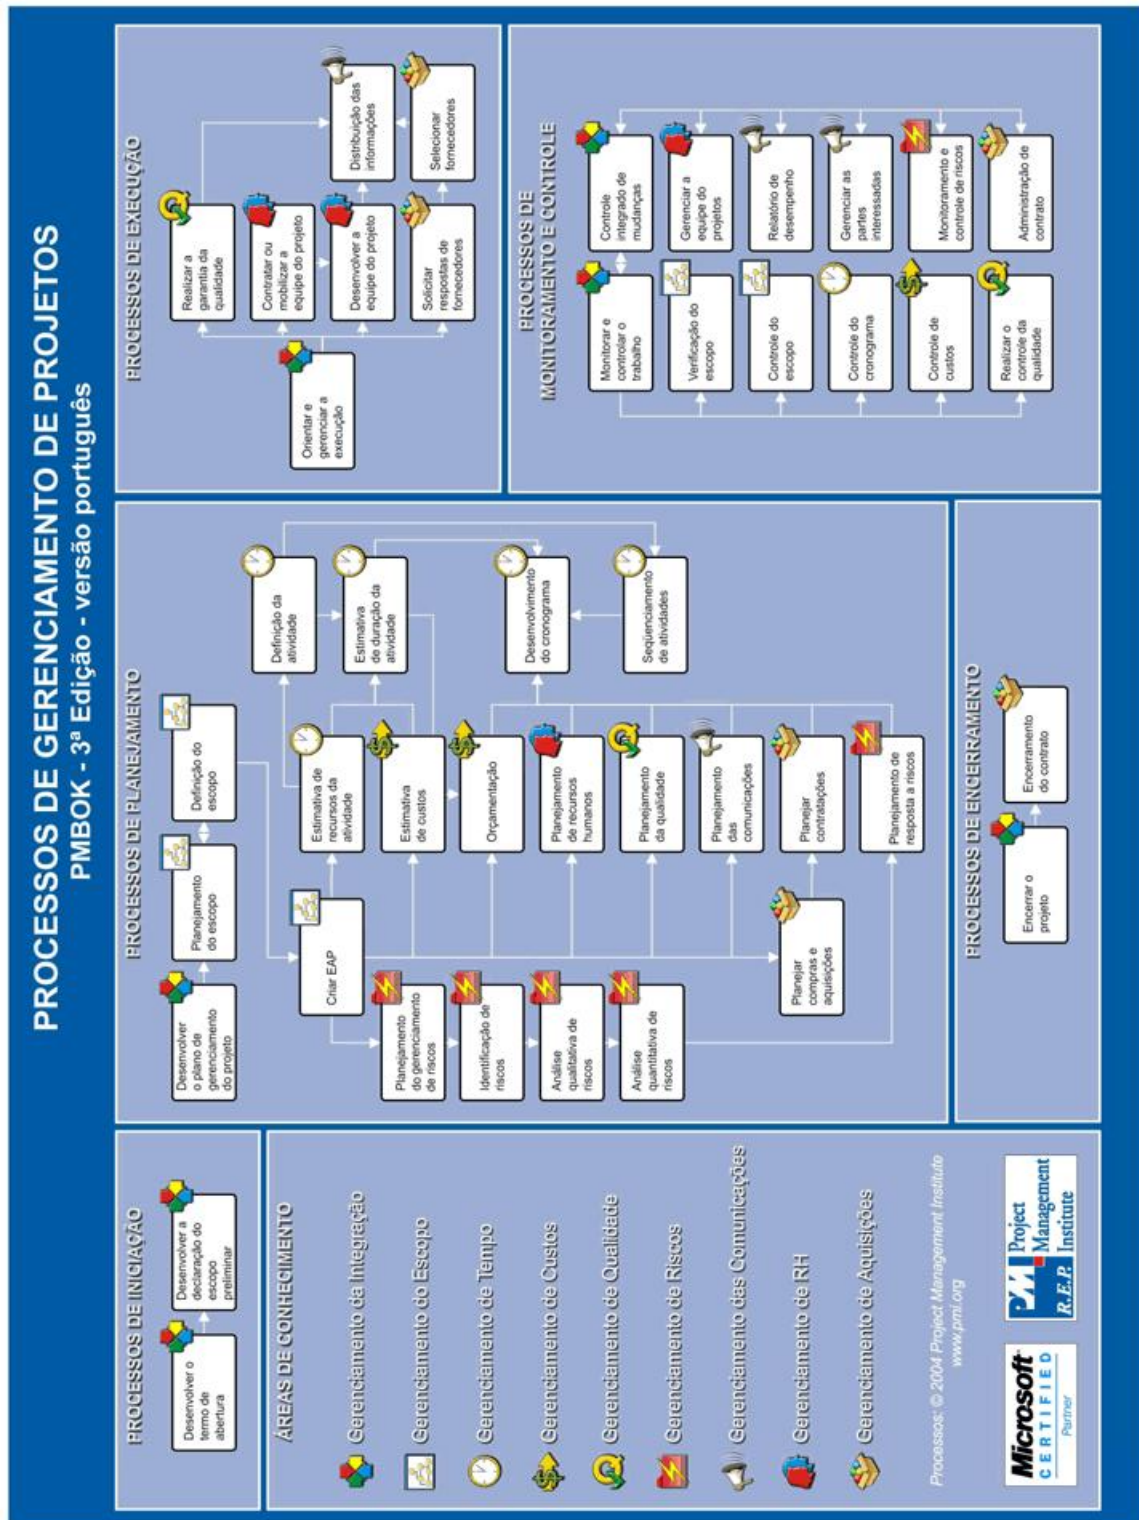 PROCESSOS DE GERENCIAMENTO DE PROJETOS
PMBOK - 3ª Edição - versão português
PROCESSOS DE INICIAÇÃO
Desenvolver o
termo de
abertura
Desenvolver a
declaração do
escopo
preliminar
ÁREAS DE CONHECIMENTO
Gerenciamento da Integração
Gerenciamento do Escopo
Gerenciamento de Tempo
Gerenciamento de Custos
Gerenciamento de Qualidade
Gerenciamento de Riscos
Gerenciamento das Comunicações
Gerenciamento de RH
Gerenciamento de Aquisições
Processos: © 2004 Project Management Institute
www.pmi.org
Microsoft
CERTIFIED
Partner
PMI
R.E.P.
Project
Management
Institute
PROCESSOS DE PLANEJAMENTO
Desenvolver
o plano de
gerenciamento
do projeto
Planejamento
do escopo
Definição do
escopo
Criar EAP
Planejamento
do gerenciamento
de riscos
Identificação de
riscos
Análise
qualitativa de
riscos
Análise
quantitativa de
riscos
Planejar
compras e
aquisições
Estimativa de
recursos da
atividade
Estimativa
de custos
Orçamentação
Planejamento
de recursos
humanos
Planejamento
da qualidade
Planejamento
das
comunicações
Planejar
contratações
Planejamento de
resposta a riscos
Definição da
atividade
Estimativa
de duração da
atividade
Desenvolvimento
do cronograma
Seqüenciamento
de atividades
PROCESSOS DE ENCERRAMENTO
Encerrar o
projeto
Encerramento
do contrato
PROCESSOS DE EXECUÇÃO
Orientar e
gerenciar a
execução
Realizar a
garantia da
qualidade
Contratar ou
mobilizar a
equipe do projeto
Desenvolver a
equipe do projeto
Solicitar
respostas de
fornecedores
Distribuição das
informações
Selecionar
fornecedores
PROCESSOS DE
MONITORAMENTO E CONTROLE
Monitorar e
controlar o
trabalho
Verificação do
escopo
Controle do
escopo
Controle do
cronograma
Controle de
custos
Realizar o
controle da
qualidade
Controle
integrado de
mudanças
Gerenciar a
equipe do
projetos
Relatório de
desempenho
Gerenciar as
partes
interessadas
Monitoramento e
controle de riscos
Administração de
contrato